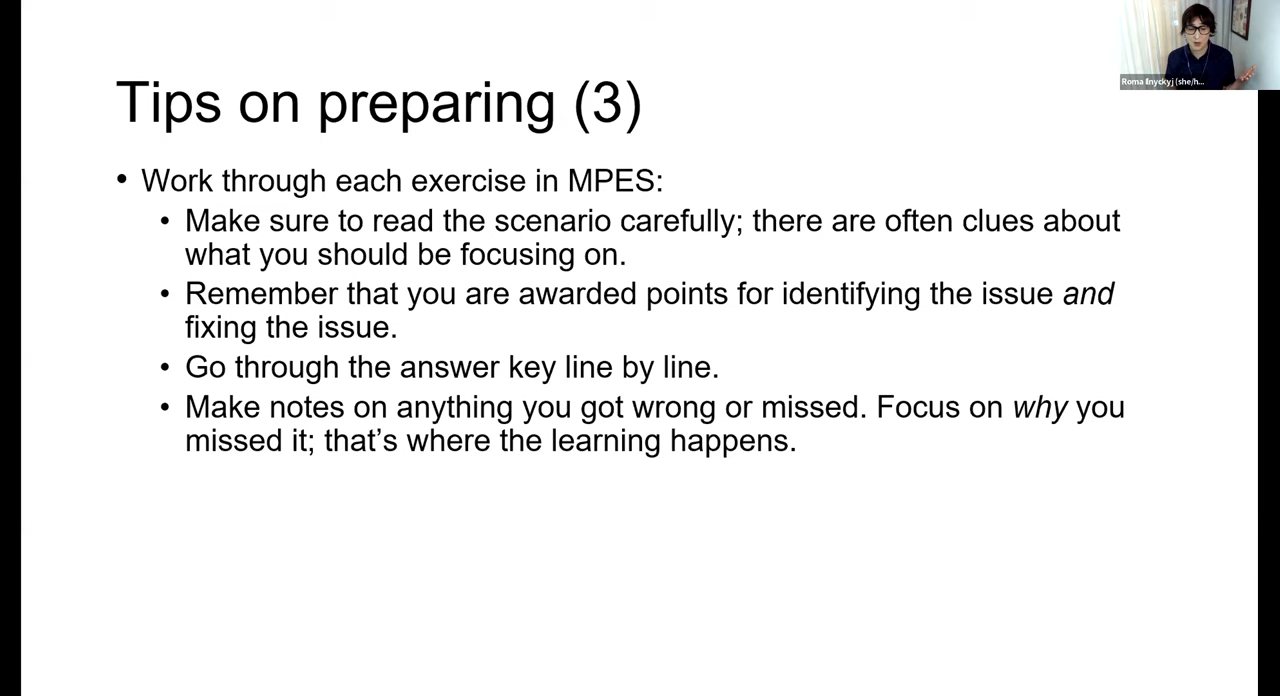 Roma Ilnyckyj (she/h...
Tips on preparing (3)
• Work through each exercise in MPES:
• Make sure to read the scenario carefully; there are often clues about
what you should be focusing on.
• Remember that you are awarded points for identifying the issue and
fixing the issue.
• Go through the answer key line by line.
• Make notes on anything you got wrong or missed. Focus on why you
missed it; that’s where the learning happens.